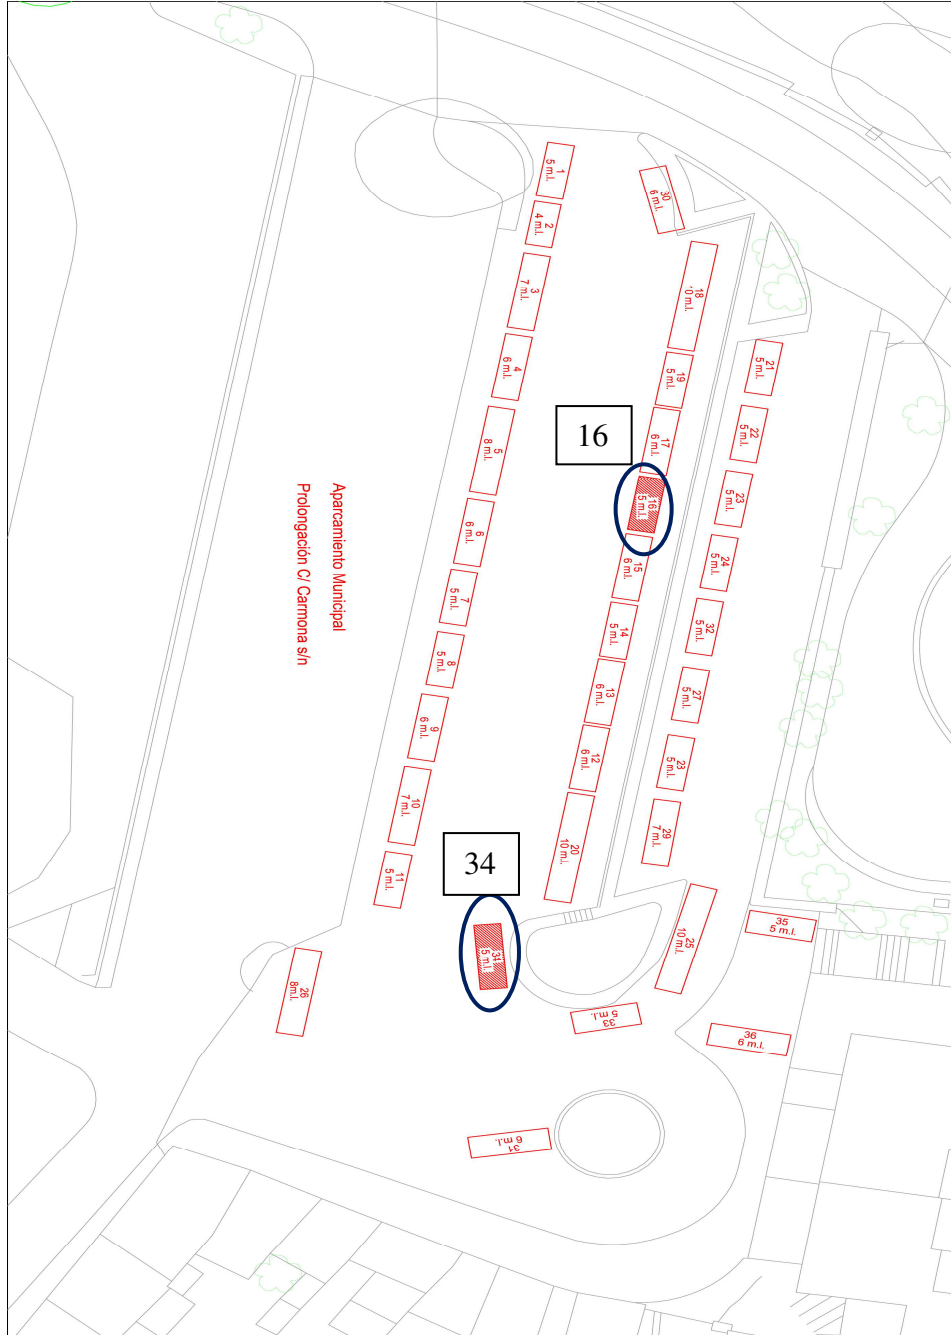 1
5 m.l.
2
4 m.l.
3
7 m.l.
4
6 m.l.
5
8 m.l.
6
6 m.l.
7
5 m.l.
8
5 m.l.
9
6 m.l.
10
7 m.l.
11
5 m.l.
30
6 m.l.
18
10 m.l.
19
5 m.l.
17
6 m.l.
16
16
5 m.l.
15
6 m.l.
14
5 m.l.
13
6 m.l.
12
6 m.l.
20
10 m.l.
21
5 m.l.
22
5 m.l.
23
5 m.l.
24
5 m.l.
32
5 m.l.
27
5 m.l.
28
5 m.l.
29
7 m.l.
25
10 m.l.
Aparcamiento Municipal
Prolongación C/ Carmona s/n
34
34
5 m.l.
26
8m.l.
33
5 m.l.
35
5 m.l.
36
6 m.l.
31
6 m.l.